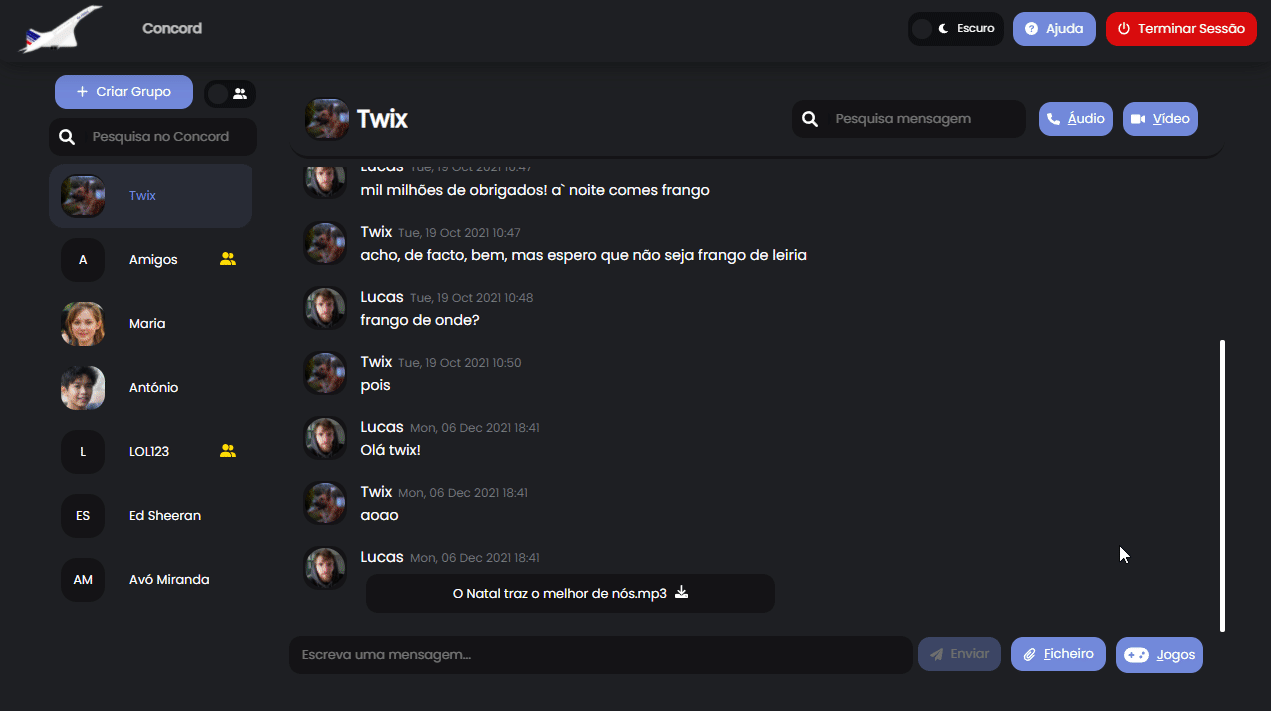 Concord
Escuro
Ajuda
Terminar Sessão
Criar Grupo
Pesquisa no Concord
Twix
A Amigos
Maria
António
L LOL123
ES Ed Sheeran
AM Avó Miranda
Twix
Pesquisa mensagem
Áudio
Vídeo
Lucas Tue, 19 Oct 2021 10:47
mil milhões de obrigados! a` noite comes frango
Twix Tue, 19 Oct 2021 10:47
acho, de facto, bem, mas espero que não seja frango de leiria
Lucas Tue, 19 Oct 2021 10:48
frango de onde?
Twix Tue, 19 Oct 2021 10:50
pois
Lucas Mon, 06 Dec 2021 18:41
Olá twix!
Twix Mon, 06 Dec 2021 18:41
aoao
Lucas Mon, 06 Dec 2021 18:41
O Natal traz o melhor de nós.mp3
Escreva uma mensagem...
Enviar
Ficheiro
Jogos